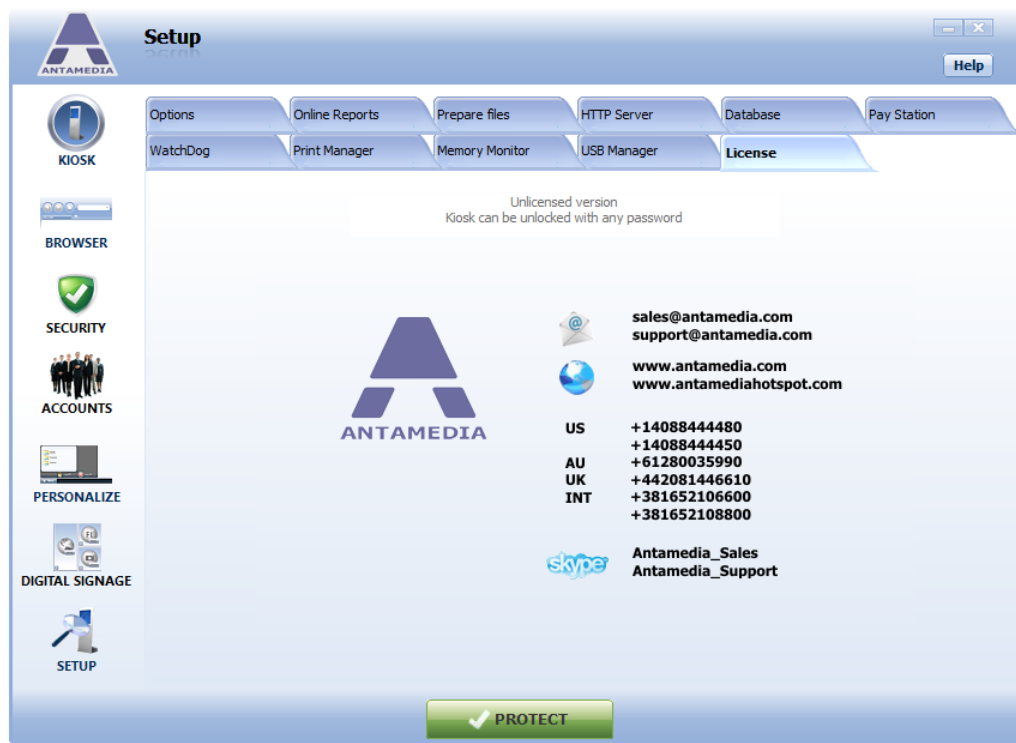 Setup
ANTAMEDIA
Help
Options
Online Reports
Prepare files
HTTP Server
Database
Pay Station
WatchDog
Print Manager
Memory Monitor
USB Manager
License
KIOSK
BROWSER
SECURITY
ACCOUNTS
PERSONALIZE
DIGITAL SIGNAGE
SETUP
Unlicensed version
Kiosk can be unlocked with any password
ANTAMEDIA
sales@antamedia.com
support@antamedia.com
www.antamedia.com
www.antamediahotspot.com
US +14088444480
+14088444450
AU +61280035990
UK +442081446610
INT +381652106600
+381652108800
skype
Antamedia_Sales
Antamedia_Support
PROTECT